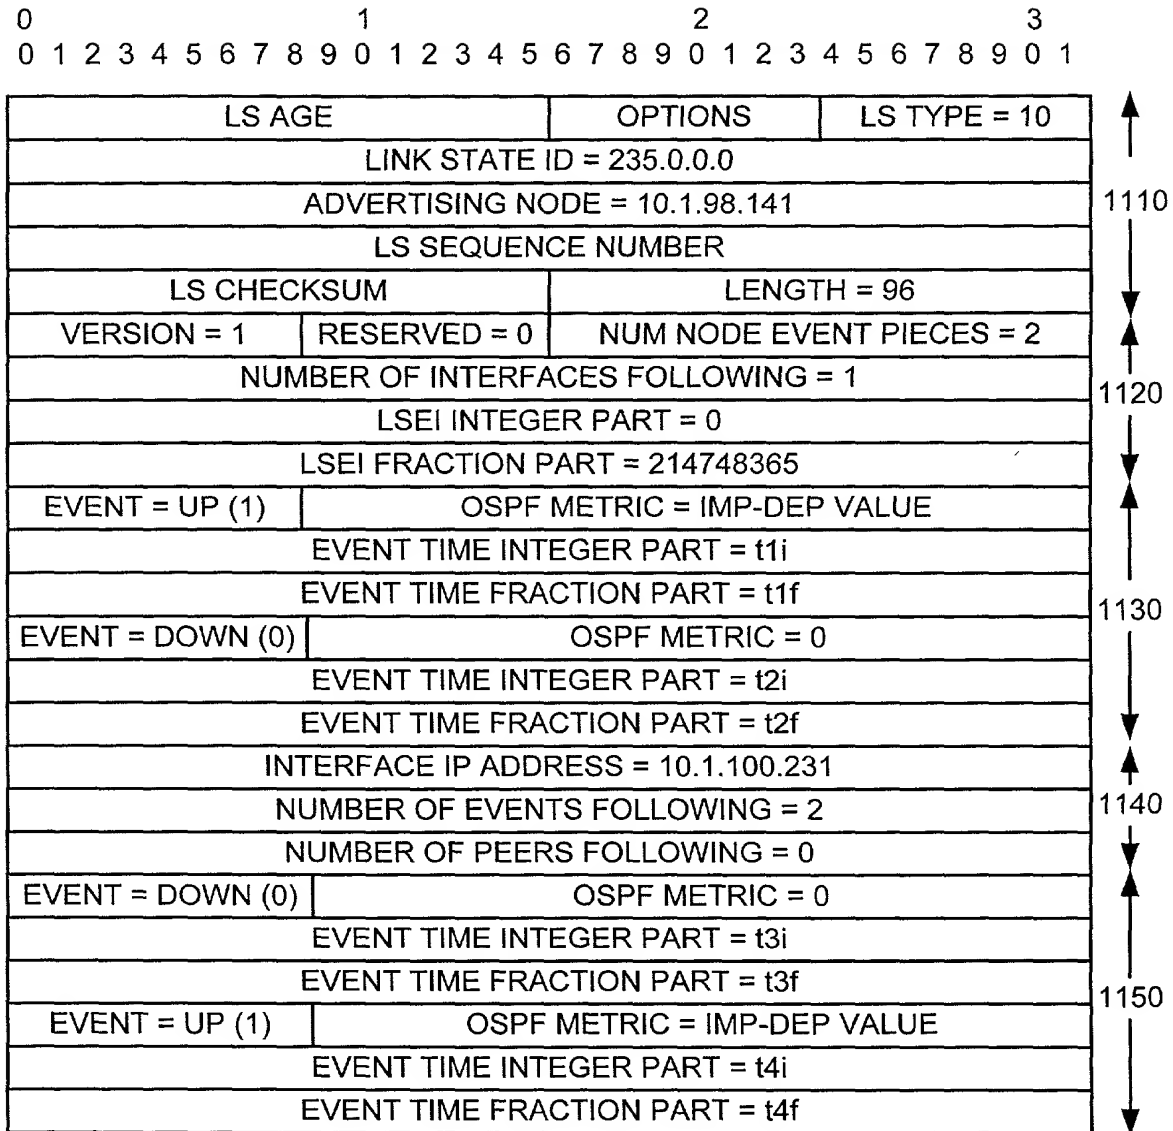 0 1 2 3
0 1 2 3 4 5 6 7 8 9 0 1 2 3 4 5 6 7 8 9 0 1 2 3 4 5 6 7 8 9 0 1
LS AGE OPTIONS LS TYPE = 10
LINK STATE ID = 235.0.0.0
ADVERTISING NODE = 10.1.98.141 1110
LS SEQUENCE NUMBER
LS CHECKSUM LENGTH = 96
VERSION = 1 RESERVED = 0 NUM NODE EVENT PIECES = 2
NUMBER OF INTERFACES FOLLOWING = 1 1120
LSEI INTEGER PART = 0
LSEI FRACTION PART = 214748365
EVENT = UP (1) OSPF METRIC = IMP-DEP VALUE
EVENT TIME INTEGER PART = t1i
EVENT TIME FRACTION PART = t1f 1130
EVENT = DOWN (0) OSPF METRIC = 0
EVENT TIME INTEGER PART = t2i
EVENT TIME FRACTION PART = t2f
INTERFACE IP ADDRESS = 10.1.100.231
NUMBER OF EVENTS FOLLOWING = 2 1140
NUMBER OF PEERS FOLLOWING = 0
EVENT = DOWN (0) OSPF METRIC = 0
EVENT TIME INTEGER PART = t3i
EVENT TIME FRACTION PART = t3f 1150
EVENT = UP (1) OSPF METRIC = IMP-DEP VALUE
EVENT TIME INTEGER PART = t4i
EVENT TIME FRACTION PART = t4f